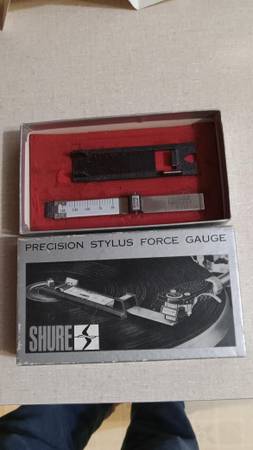 PRECISION STYLUS FORCE GAUGE
SHURE